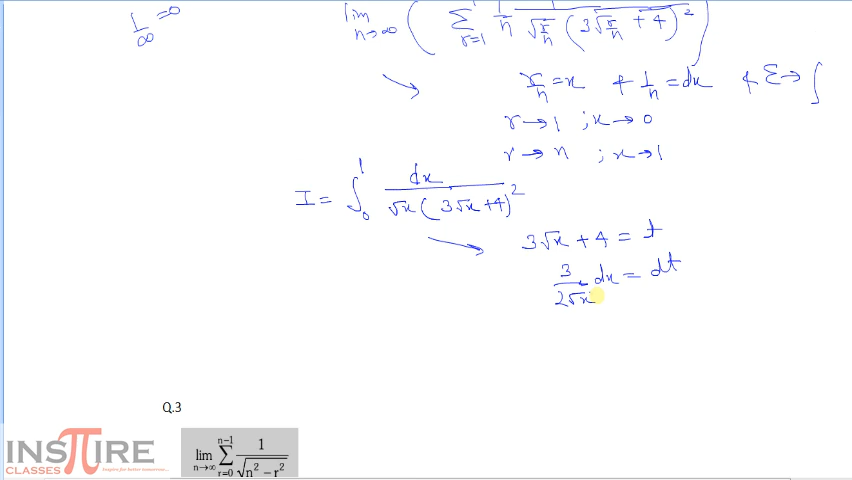 1/∞ =0
lim n→∞ ( Σ r=1 1/n 1/√(r/n) (3√(r/n) + 4)² )
r/n = x & 1/n = dx & Σ → ∫
r → 1 ; x → 0
r → n ; x → 1
I = ∫₀¹ dx / √x (3√x+4)²
3√x + 4 = t
3/2√x dx = dt
Q.3
INSπIRE
CLASSES
lim n→∞ Σ r=0 n−1 1/√(n² − r²)